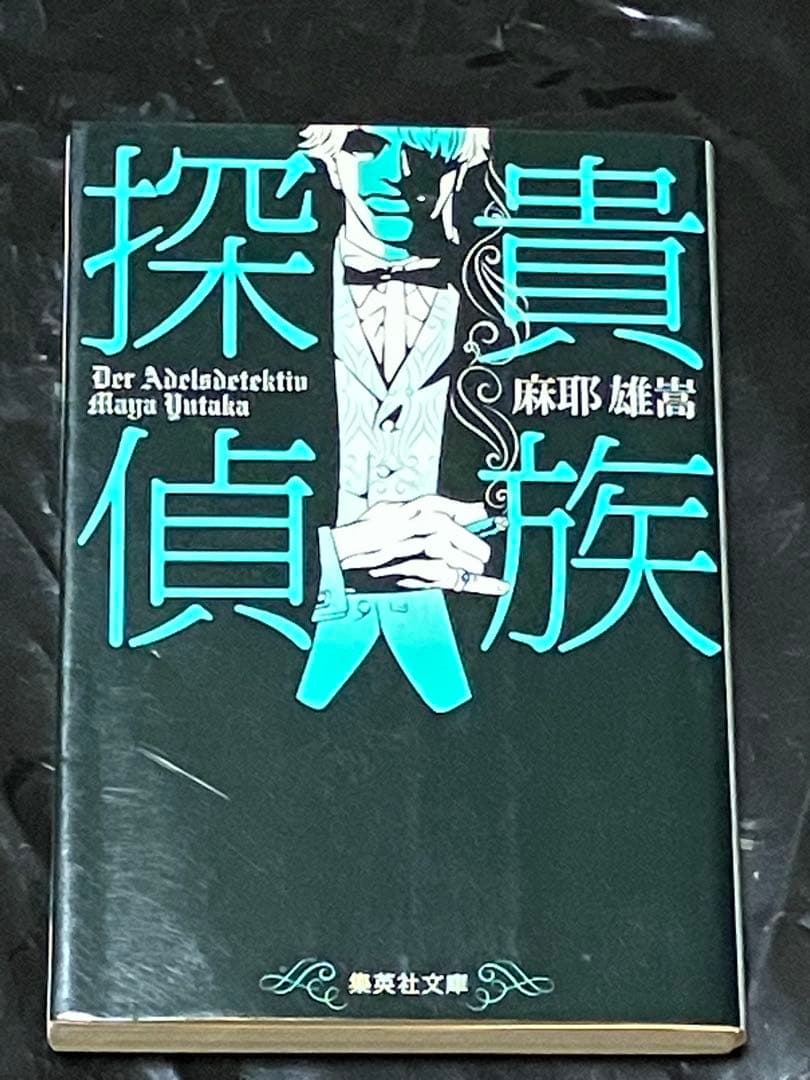 貴族
探偵
Der Adelsdetektiv
Maya Yutaka
麻耶 雄嵩
集英社文庫